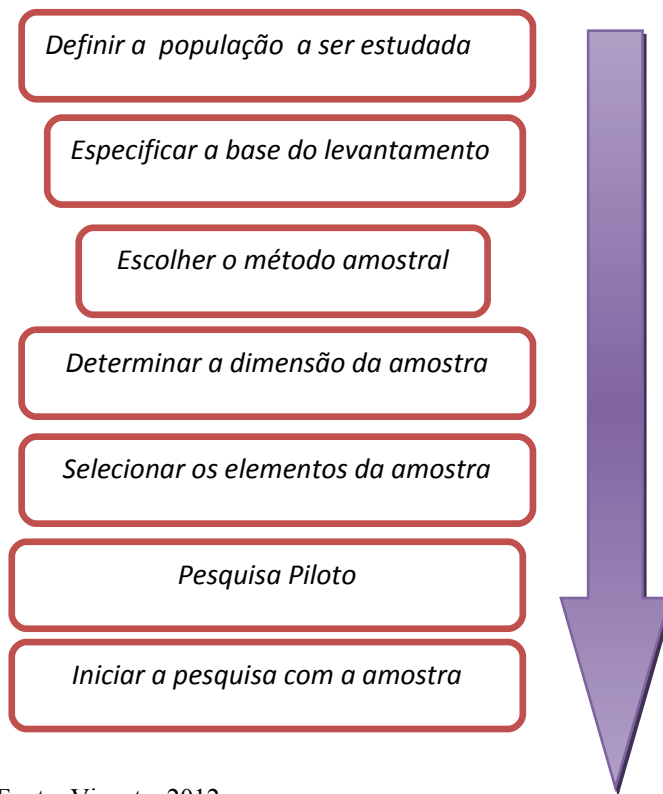 Definir a população a ser estudada
Especificar a base do levantamento
Escolher o método amostral
Determinar a dimensão da amostra
Selecionar os elementos da amostra
Pesquisa Piloto
Iniciar a pesquisa com a amostra
2012